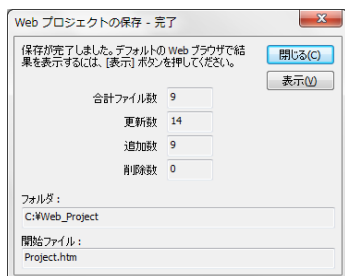 Web プロジェクトの保存 - 完了
保存が完了しました。デフォルトの Web ブラウザで結
果を表示するには、[表示] ボタンを押してください。
閉じる(C)
表示(V)
合計ファイル数 9
更新数 14
追加数 9
削除数 0
フォルダ：
C:¥Web_Project
開始ファイル：
Project.htm